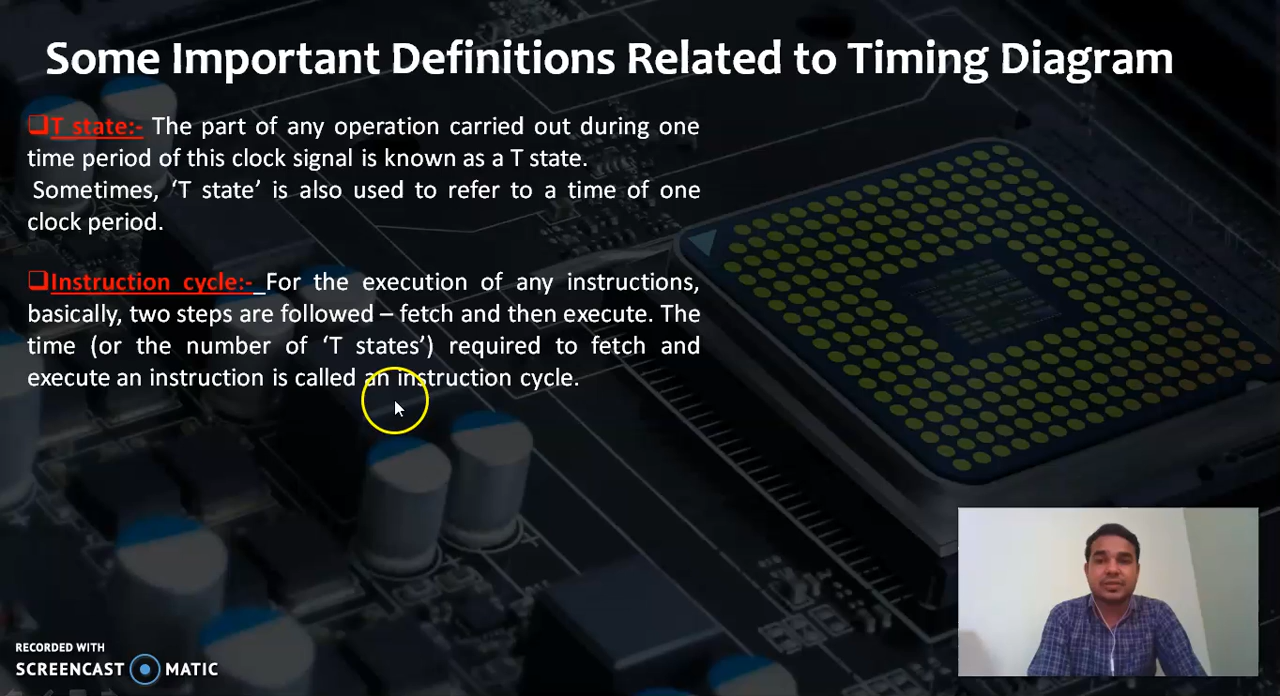 Some Important Definitions Related to Timing Diagram
❑T state:- The part of any operation carried out during one
time period of this clock signal is known as a T state.
Sometimes, ‘T state’ is also used to refer to a time of one
clock period.
❑Instruction cycle:- For the execution of any instructions,
basically, two steps are followed – fetch and then execute. The
time (or the number of ‘T states’) required to fetch and
execute an instruction is called an instruction cycle.
RECORDED WITH
SCREENCAST MATIC